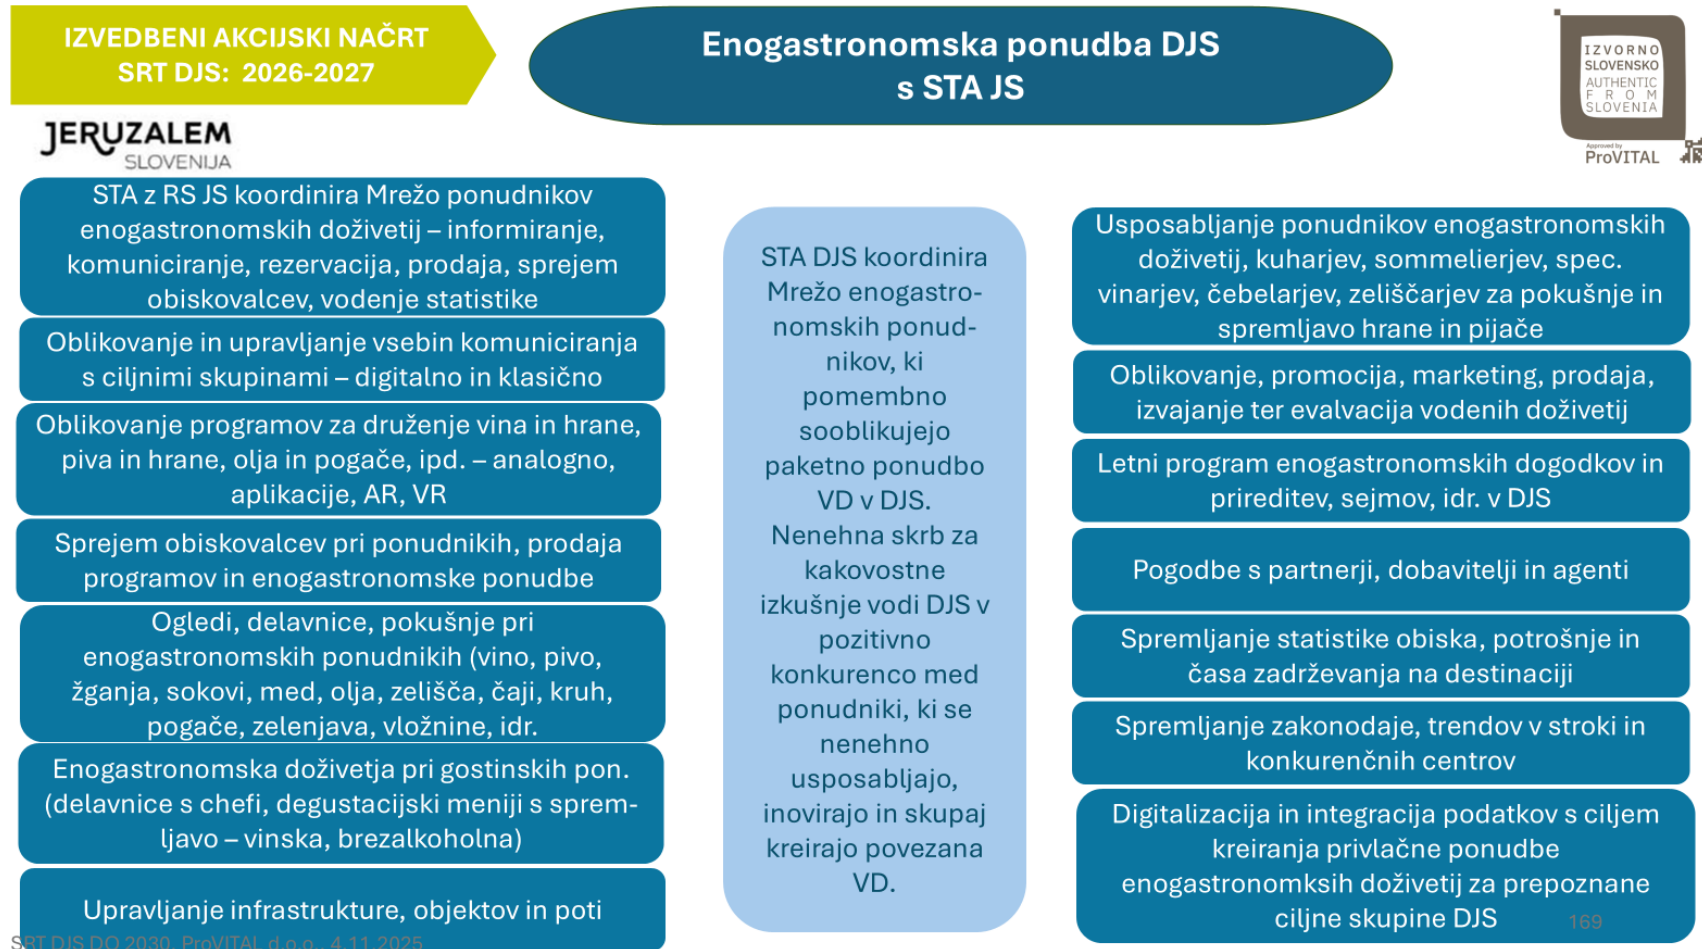 IZVEDBENI AKCIJSKI NAČRT
SRT DJS: 2026-2027
Enogastronomska ponudba DJS
s STA JS
IZVORNO
SLOVENSKO
AUTHENTIC
FROM
SLOVENIA
Approved by
ProVITAL
JERUZALEM
SLOVENIJA
STA z RS JS koordinira Mrežo ponudnikov
enogastronomskih doživetij – informiranje,
komuniciranje, rezervacija, prodaja, sprejem
obiskovalcev, vodenje statistike
Oblikovanje in upravljanje vsebin komuniciranja
s ciljnimi skupinami – digitalno in klasično
Oblikovanje programov za druženje vina in hrane,
piva in hrane, olja in pogače, ipd. – analogno,
aplikacije, AR, VR
Sprejem obiskovalcev pri ponudnikih, prodaja
programov in enogastronomske ponudbe
Ogledi, delavnice, pokušnje pri
enogastronomskih ponudnikih (vino, pivo,
žganja, sokovi, med, olja, zelišča, čaji, kruh,
pogače, zelenjava, vložnine, idr.
Enogastronomska doživetja pri gostinskih pon.
(delavnice s chefi, degustacijski meniji s sprem-
ljavo – vinska, brezalkoholna)
Upravljanje infrastrukture, objektov in poti
STA DJS koordinira
Mrežo enogastro-
nomskih ponud-
nikov, ki
pomembno
sooblikujejo
paketno ponudbo
VD v DJS.
Nenehna skrb za
kakovostne
izkušnje vodi DJS v
pozitivno
konkurenco med
ponudniki, ki se
nenehno
usposabljajo,
inovirajo in skupaj
kreirajo povezana
VD.
Usposabljanje ponudnikov enogastronomskih
doživetij, kuharjev, sommelierjev, spec.
vinarjev, čebelarjev, zeliščarjev za pokušnje in
spremljavo hrane in pijače
Oblikovanje, promocija, marketing, prodaja,
izvajanje ter evalvacija vodenih doživetij
Letni program enogastronomskih dogodkov in
prireditev, sejmov, idr. v DJS
Pogodbe s partnerji, dobavitelji in agenti
Spremljanje statistike obiska, potrošnje in
časa zadrževanja na destinaciji
Spremljanje zakonodaje, trendov v stroki in
konkurenčnih centrov
Digitalizacija in integracija podatkov s ciljem
kreiranja privlačne ponudbe
enogastronomksih doživetij za prepoznane
ciljne skupine DJS
169
SRT DJS DO 2030, ProVITAL d.o.o., 4.11.2025